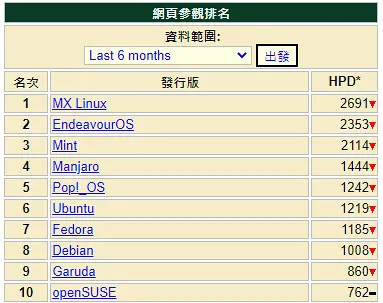 網頁參觀排名
資料範圍:
Last 6 months 出發
名次 發行版 HPD*
1 MX Linux 2691
2 EndeavourOS 2353
3 Mint 2114
4 Manjaro 1444
5 Pop!_OS 1242
6 Ubuntu 1219
7 Fedora 1185
8 Debian 1008
9 Garuda 860
10 openSUSE 762